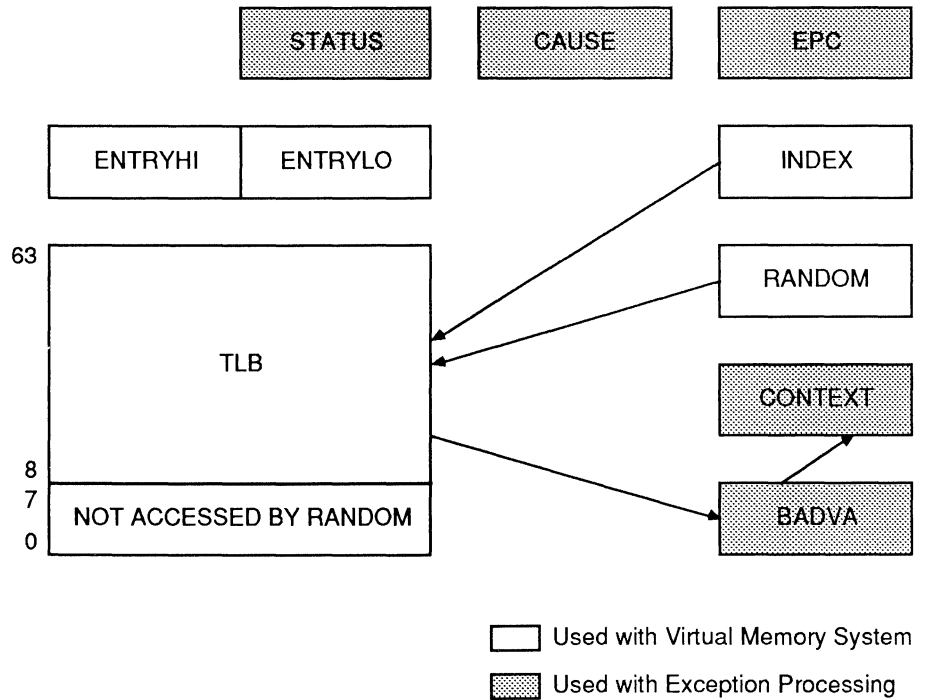 STATUS
CAUSE
EPC
ENTRYHI
ENTRYLO
INDEX
63
RANDOM
TLB
CONTEXT
8
7
NOT ACCESSED BY RANDOM
BADVA
0
Used with Virtual Memory System
Used with Exception Processing